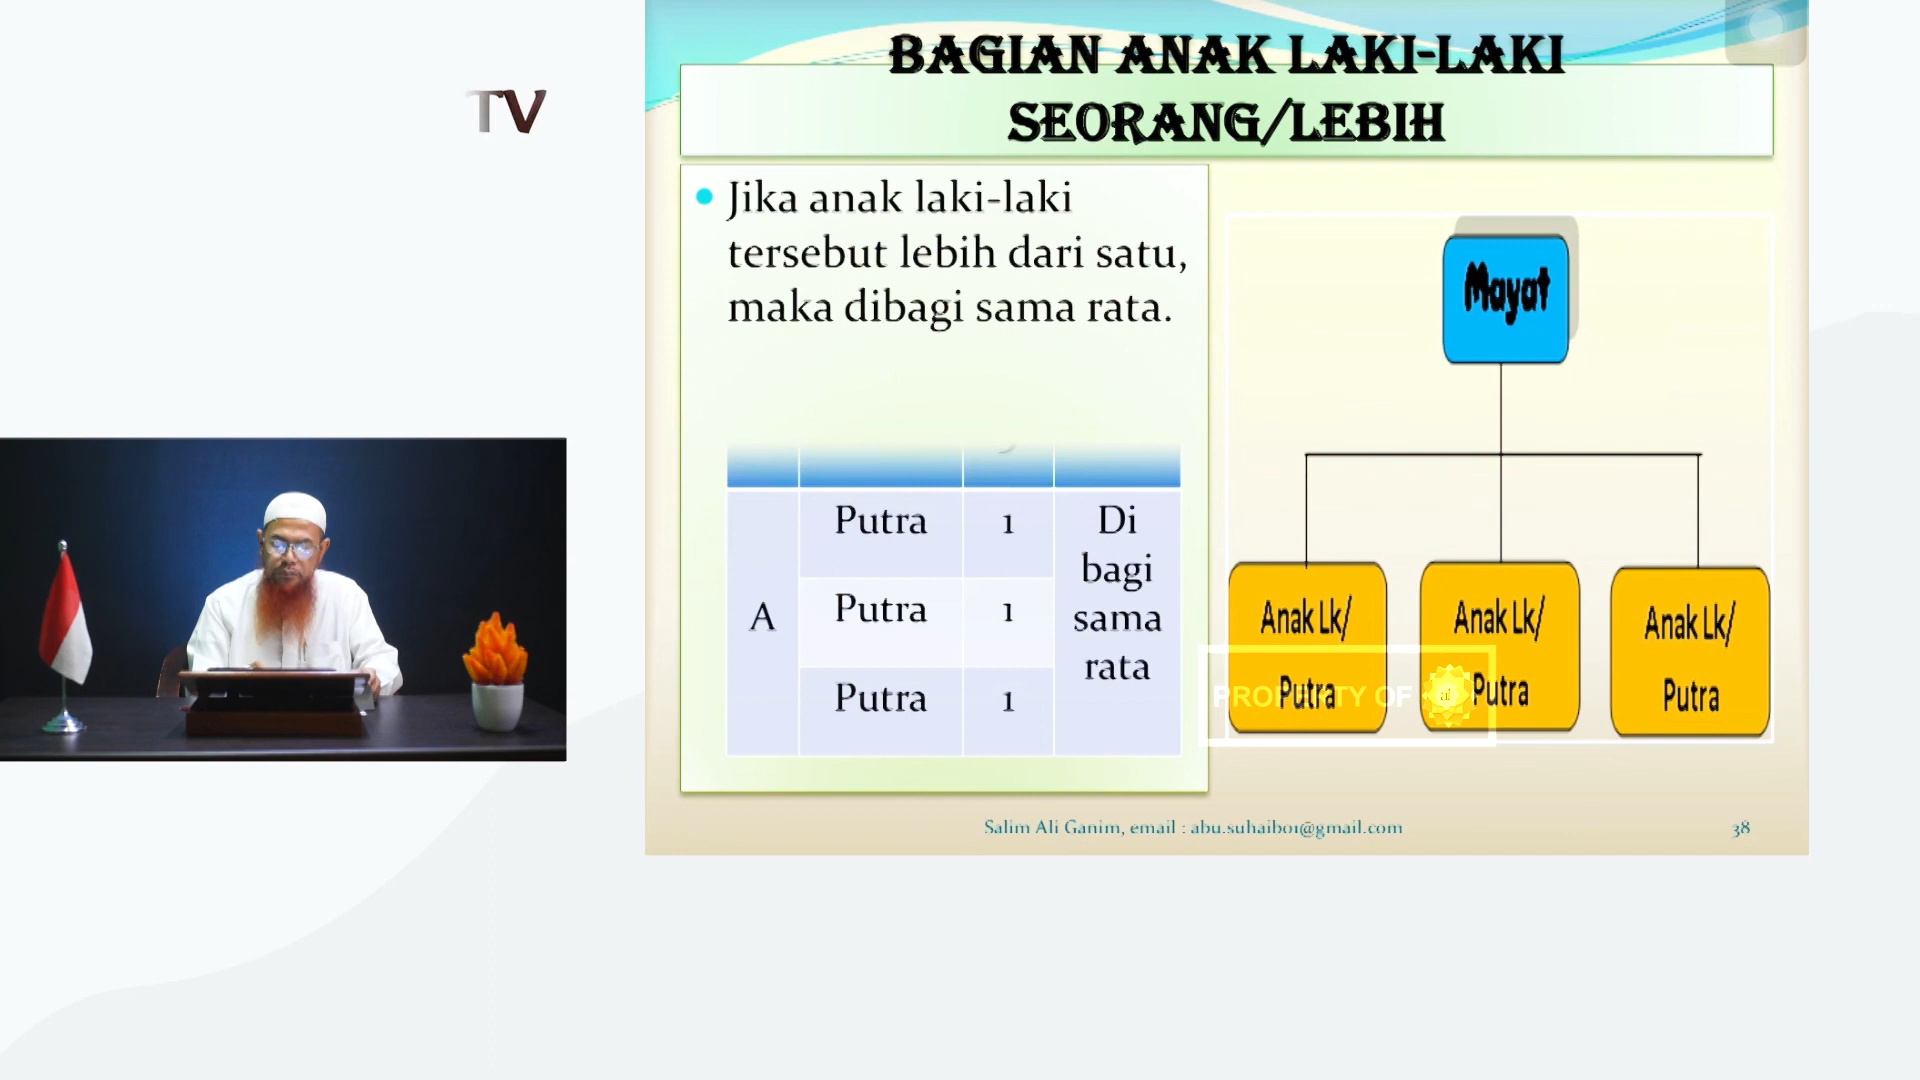 TV
BAGIAN ANAK LAKI-LAKI
SEORANG/LEBIH
Jika anak laki-laki
tersebut lebih dari satu,
maka dibagi sama rata.
A
Putra 1
Putra 1
Putra 1
Di
bagi
sama
rata
Mayat
Anak Lk/
Putra
Anak Lk/
Putra
Anak Lk/
Putra
PROPERTY OF
Salim Ali Ganim, email : abu.suhaib01@gmail.com
38